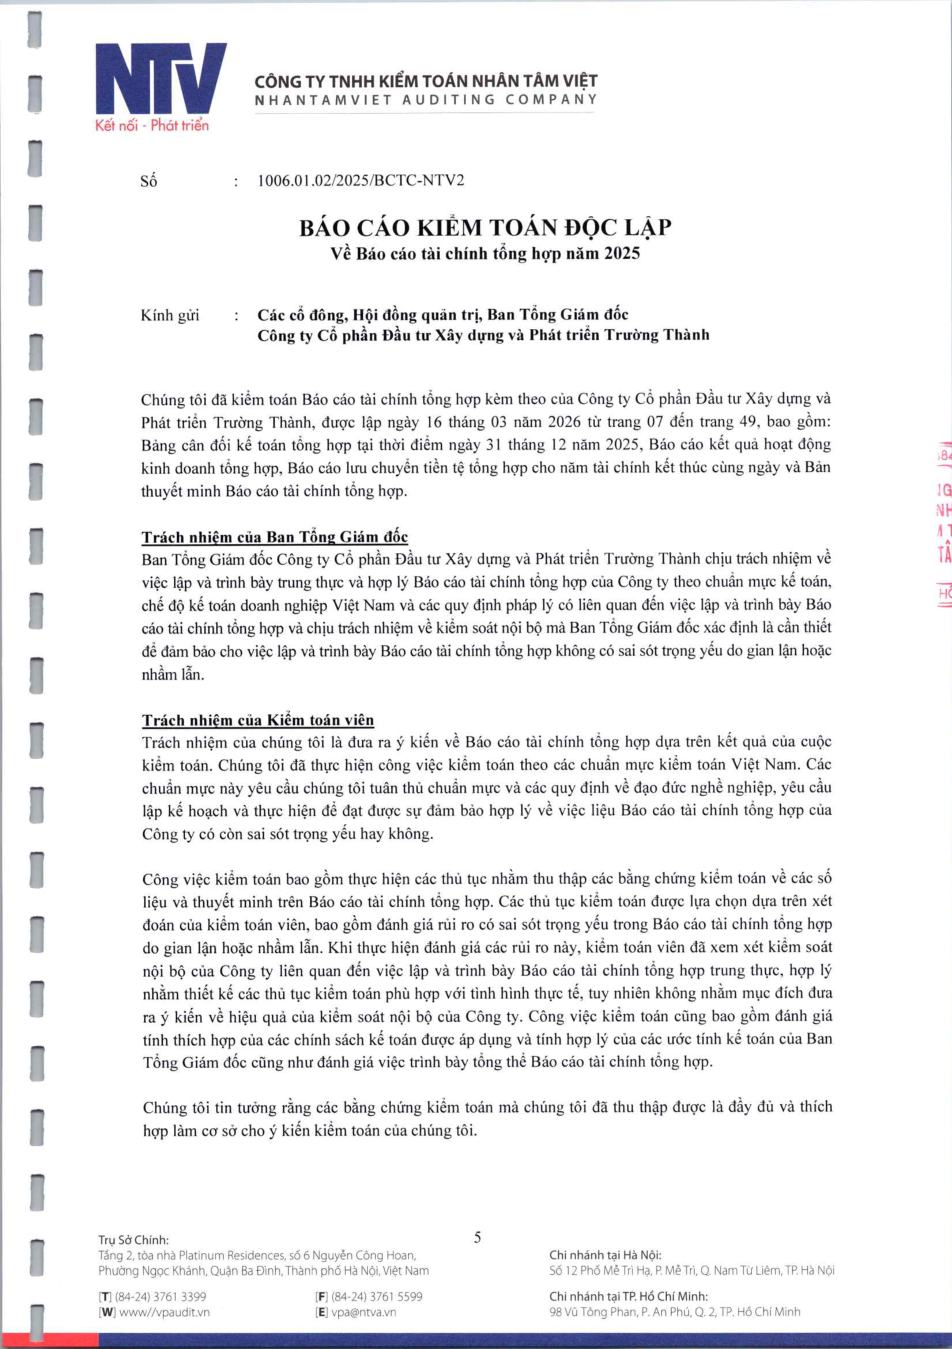 NTV
Kết nối - Phát triển
CÔNG TY TNHH KIỂM TOÁN NHÂN TÂM VIỆT
NHANTAMVIET AUDITING COMPANY
Số : 1006.01.02/2025/BCTC-NTV2
BÁO CÁO KIỂM TOÁN ĐỘC LẬP
Về Báo cáo tài chính tổng hợp năm 2025
Kính gửi : Các cổ đông, Hội đồng quản trị, Ban Tổng Giám đốc
Công ty Cổ phần Đầu tư Xây dựng và Phát triển Trường Thành
Chúng tôi đã kiểm toán Báo cáo tài chính tổng hợp kèm theo của Công ty Cổ phần Đầu tư Xây dựng và
Phát triển Trường Thành, được lập ngày 16 tháng 03 năm 2026 từ trang 07 đến trang 49, bao gồm:
Bảng cân đối kế toán tổng hợp tại thời điểm ngày 31 tháng 12 năm 2025, Báo cáo kết quả hoạt động
kinh doanh tổng hợp, Báo cáo lưu chuyển tiền tệ tổng hợp cho năm tài chính kết thúc cùng ngày và Bản
thuyết minh Báo cáo tài chính tổng hợp.
Trách nhiệm của Ban Tổng Giám đốc
Ban Tổng Giám đốc Công ty Cổ phần Đầu tư Xây dựng và Phát triển Trường Thành chịu trách nhiệm về
việc lập và trình bày trung thực và hợp lý Báo cáo tài chính tổng hợp của Công ty theo chuẩn mực kế toán,
chế độ kế toán doanh nghiệp Việt Nam và các quy định pháp lý có liên quan đến việc lập và trình bày Báo
cáo tài chính tổng hợp và chịu trách nhiệm về kiểm soát nội bộ mà Ban Tổng Giám đốc xác định là cần thiết
để đảm bảo cho việc lập và trình bày Báo cáo tài chính tổng hợp không có sai sót trọng yếu do gian lận hoặc
nhầm lẫn.
Trách nhiệm của Kiểm toán viên
Trách nhiệm của chúng tôi là đưa ra ý kiến về Báo cáo tài chính tổng hợp dựa trên kết quả của cuộc
kiểm toán. Chúng tôi đã thực hiện công việc kiểm toán theo các chuẩn mực kiểm toán Việt Nam. Các
chuẩn mực này yêu cầu chúng tôi tuân thủ chuẩn mực và các quy định về đạo đức nghề nghiệp, yêu cầu
lập kế hoạch và thực hiện để đạt được sự đảm bảo hợp lý về việc liệu Báo cáo tài chính tổng hợp của
Công ty có còn sai sót trọng yếu hay không.
Công việc kiểm toán bao gồm thực hiện các thủ tục nhằm thu thập các bằng chứng kiểm toán về các số
liệu và thuyết minh trên Báo cáo tài chính tổng hợp. Các thủ tục kiểm toán được lựa chọn dựa trên xét
đoán của kiểm toán viên, bao gồm đánh giá rủi ro có sai sót trọng yếu trong Báo cáo tài chính tổng hợp
do gian lận hoặc nhầm lẫn. Khi thực hiện đánh giá các rủi ro này, kiểm toán viên đã xem xét kiểm soát
nội bộ của Công ty liên quan đến việc lập và trình bày Báo cáo tài chính tổng hợp trung thực, hợp lý
nhằm thiết kế các thủ tục kiểm toán phù hợp với tình hình thực tế, tuy nhiên không nhằm mục đích đưa
ra ý kiến về hiệu quả của kiểm soát nội bộ của Công ty. Công việc kiểm toán cũng bao gồm đánh giá
tính thích hợp của các chính sách kế toán được áp dụng và tính hợp lý của các ước tính kế toán của Ban
Tổng Giám đốc cũng như đánh giá việc trình bày tổng thể Báo cáo tài chính tổng hợp.
Chúng tôi tin tưởng rằng các bằng chứng kiểm toán mà chúng tôi đã thu thập được là đầy đủ và thích
hợp làm cơ sở cho ý kiến kiểm toán của chúng tôi.
5
Trụ Sở Chính:
Tầng 2, tòa nhà Platinum Residences, số 6 Nguyễn Công Hoan,
Phường Ngọc Khánh, Quận Ba Đình, Thành phố Hà Nội, Việt Nam
[T] (84-24) 3761 3399 [F] (84-24) 3761 5599
[W] www//vpaudit.vn [E] vpa@ntva.vn
Chi nhánh tại Hà Nội:
Số 12 Phố Mễ Trì Hạ, P. Mễ Trì, Q. Nam Từ Liêm, TP. Hà Nội
Chi nhánh tại TP. Hồ Chí Minh:
98 Vũ Tông Phan, P. An Phú, Q. 2, TP. Hồ Chí Minh